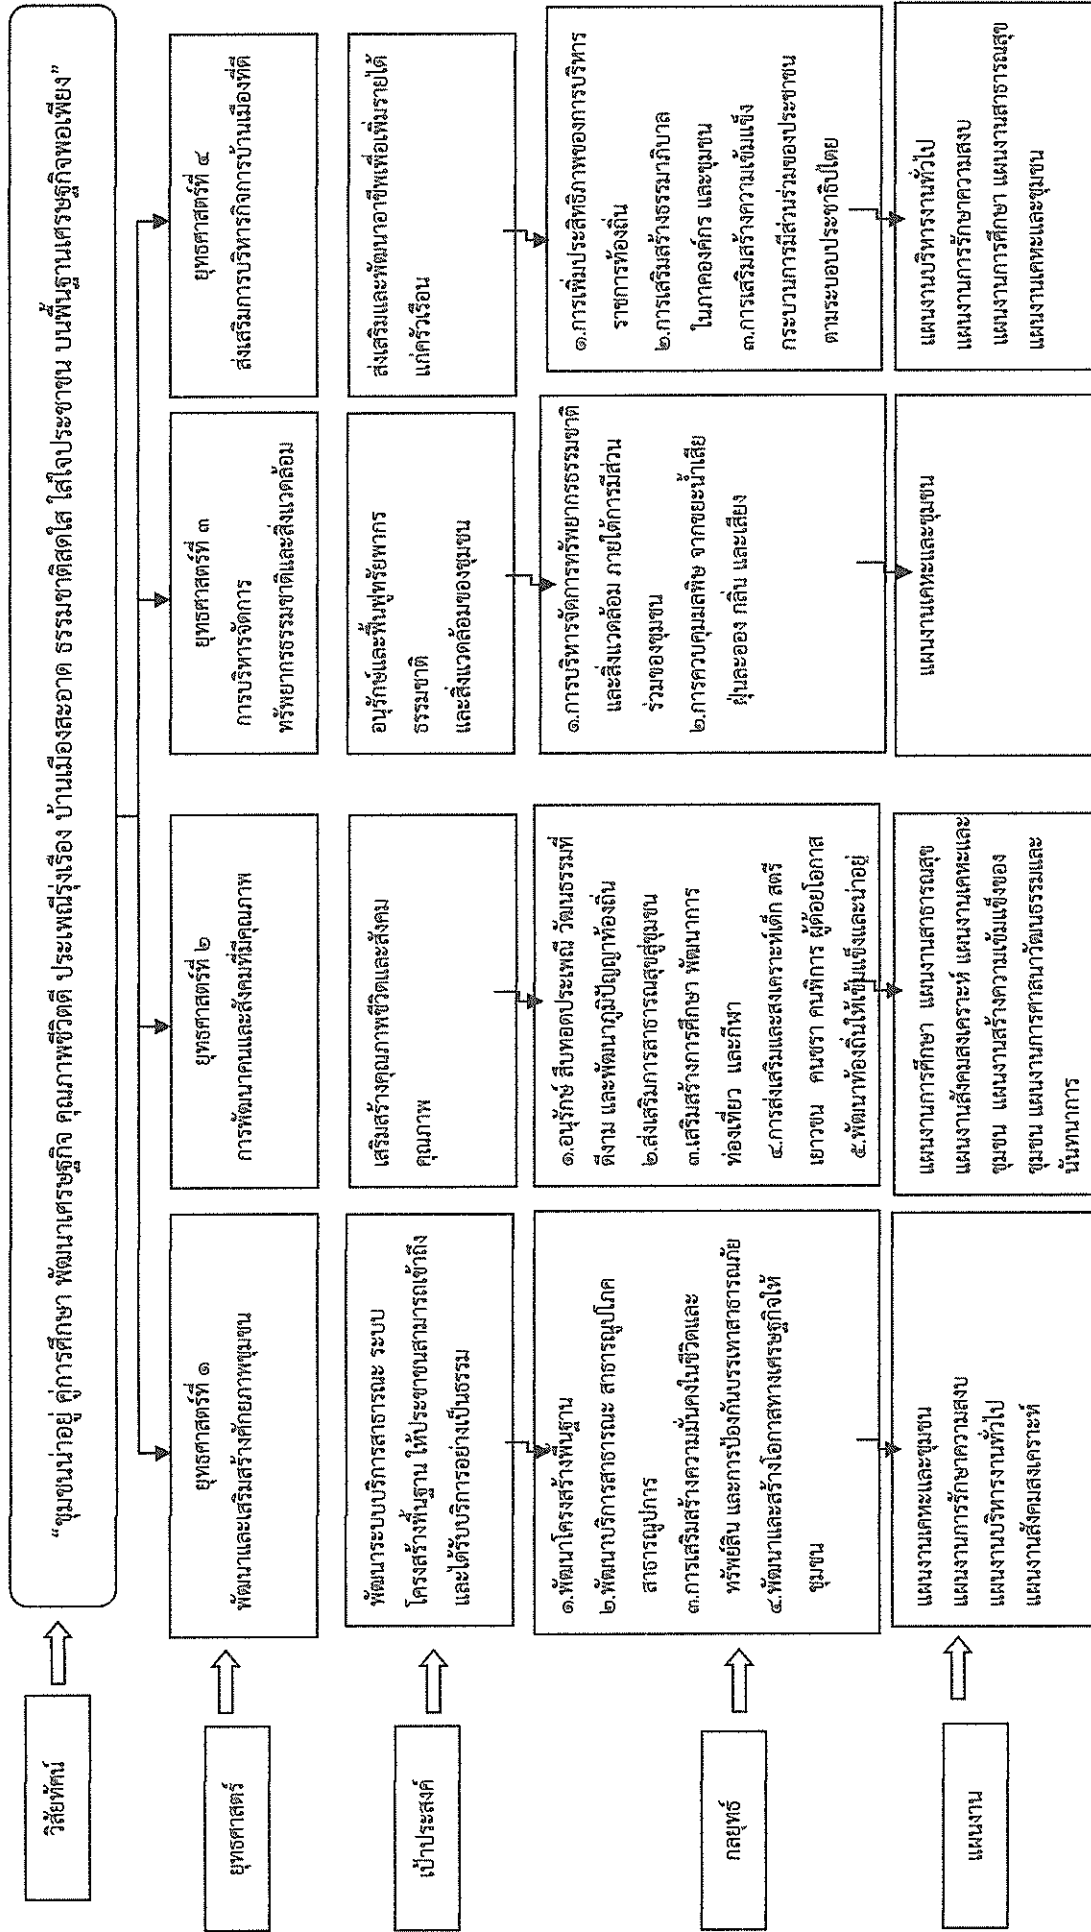 วิสัยทัศน์
“ชุมชนน่าอยู่ คู่การศึกษา พัฒนาเศรษฐกิจ คุณภาพชีวิตดี ประเพณีรุ่งเรือง บ้านเมืองสะอาด ธรรมชาติสดใส ใส่ใจประชาชน บนพื้นฐานเศรษฐกิจพอเพียง”
ยุทธศาสตร์
ยุทธศาสตร์ที่ ๑
พัฒนาและเสริมสร้างศักยภาพชุมชน
ยุทธศาสตร์ที่ ๒
การพัฒนาคนและสังคมที่มีคุณภาพ
ยุทธศาสตร์ที่ ๓
การบริหารจัดการ
ทรัพยากรธรรมชาติและสิ่งแวดล้อม
ยุทธศาสตร์ที่ ๔
ส่งเสริมการบริหารกิจการบ้านเมืองที่ดี
เป้าประสงค์
พัฒนาระบบบริการสาธารณะ ระบบ
โครงสร้างพื้นฐาน ให้ประชาชนสามารถเข้าถึง
และได้รับบริการอย่างเป็นธรรม
เสริมสร้างคุณภาพชีวิตและสังคม
คุณภาพ
อนุรักษ์และฟื้นฟูทรัยพากร
ธรรมชาติ
และสิ่งแวดล้อมของชุมชน
ส่งเสริมและพัฒนาอาชีพเพื่อเพิ่มรายได้
แก่ครัวเรือน
กลยุทธ์
๑.พัฒนาโครงสร้างพื้นฐาน
๒.พัฒนาบริการสาธารณะ สาธารณูปโภค
สาธารณูปการ
๓.การเสริมสร้างความมั่นคงในชีวิตและ
ทรัพย์สิน และการป้องกันบรรเทาสาธารณภัย
๔.พัฒนาและสร้างโอกาสทางเศรษฐกิจให้
ชุมชน
๑.อนุรักษ์ สืบทอดประเพณี วัฒนธรรมที่
ดีงาม และพัฒนาภูมิปัญญาท้องถิ่น
๒.ส่งเสริมการสาธารณสุขสู่ชุมชน
๓.เสริมสร้างการศึกษา พัฒนาการ
ท่องเที่ยว และกีฬา
๔.การส่งเสริมและสงเคราะห์เด็ก สตรี
เยาวชน คนชรา คนพิการ ผู้ด้อยโอกาส
๕.พัฒนาท้องถิ่นให้เข้มแข็งและน่าอยู่
๑.การบริหารจัดการทรัพยากรธรรมชาติ
และสิ่งแวดล้อม ภายใต้การมีส่วน
ร่วมของชุมชน
๒.การควบคุมมลพิษ จากขยะน้ำเสีย
ฝุ่นละออง กลิ่น และเสียง
๑.การเพิ่มประสิทธิภาพของการบริหาร
ราชการท้องถิ่น
๒.การเสริมสร้างธรรมาภิบาล
ในภาคองค์กร และชุมชน
๓.การเสริมสร้างความเข้มแข็ง
กระบวนการมีส่วนร่วมของประชาชน
ตามระบอบประชาธิปไตย
แผนงาน
แผนงานเคหะและชุมชน
แผนงานการรักษาความสงบ
แผนงานบริหารงานทั่วไป
แผนงานสังคมสงเคราะห์
แผนงานการศึกษา แผนงานสาธารณสุข
แผนงานสังคมสงเคราะห์ แผนงานเคหะและ
ชุมชน แผนงานสร้างความเข้มแข็งของ
ชุมชน แผนงานการศาสนาวัฒนธรรมและ
นันทนาการ
แผนงานเคหะและชุมชน
แผนงานบริหารงานทั่วไป
แผนงานการรักษาความสงบ
แผนงานการศึกษา แผนงานสาธารณสุข
แผนงานเคหะและชุมชน